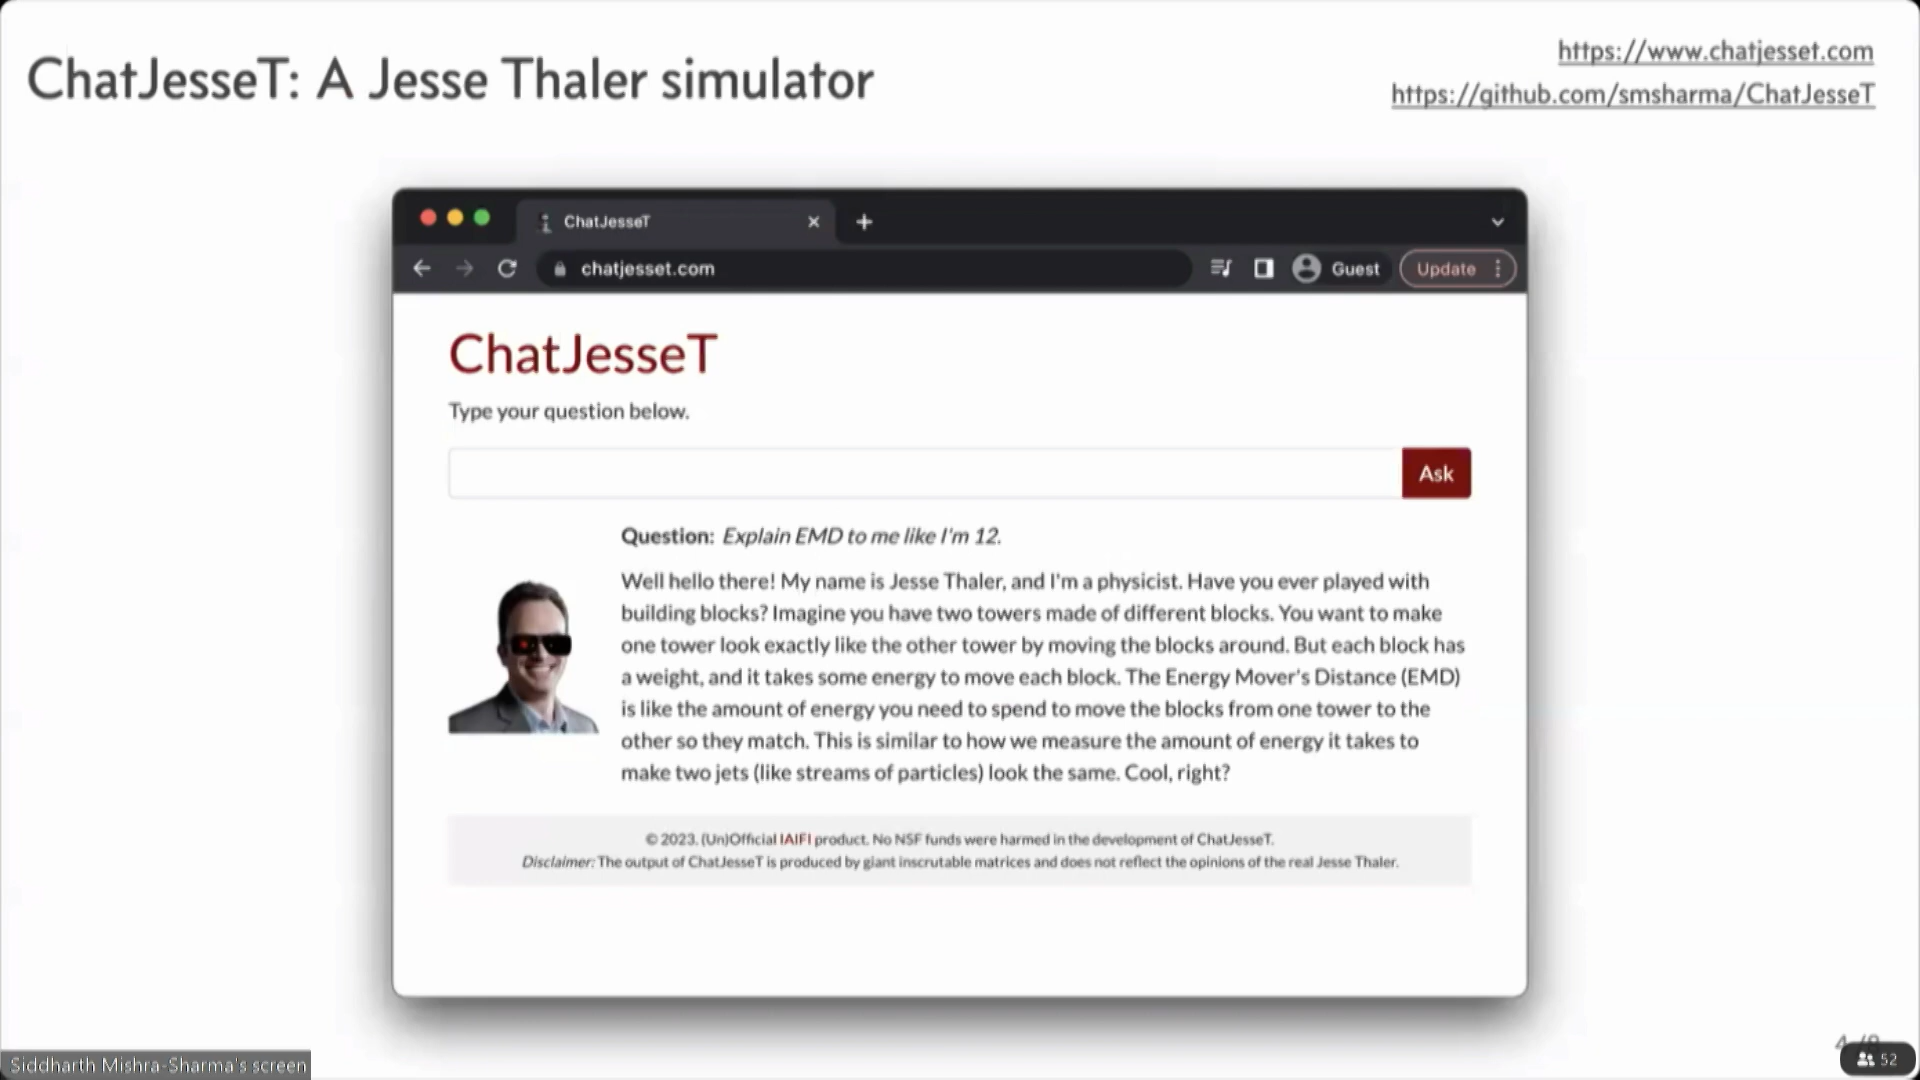 ChatJesseT: A Jesse Thaler simulator
https://www.chatjesset.com
https://github.com/smsharma/ChatJesseT
ChatJesseT
chatjesset.com
Guest
Update
ChatJesseT
Type your question below.
Ask
Question: Explain EMD to me like I'm 12.
Well hello there! My name is Jesse Thaler, and I'm a physicist. Have you ever played with
building blocks? Imagine you have two towers made of different blocks. You want to make
one tower look exactly like the other tower by moving the blocks around. But each block has
a weight, and it takes some energy to move each block. The Energy Mover's Distance (EMD)
is like the amount of energy you need to spend to move the blocks from one tower to the
other so they match. This is similar to how we measure the amount of energy it takes to
make two jets (like streams of particles) look the same. Cool, right?
© 2023. (Un)Official IAIFI product. No NSF funds were harmed in the development of ChatJesseT.
Disclaimer: The output of ChatJesseT is produced by giant inscrutable matrices and does not reflect the opinions of the real Jesse Thaler.
Siddharth Mishra-Sharma's screen
52